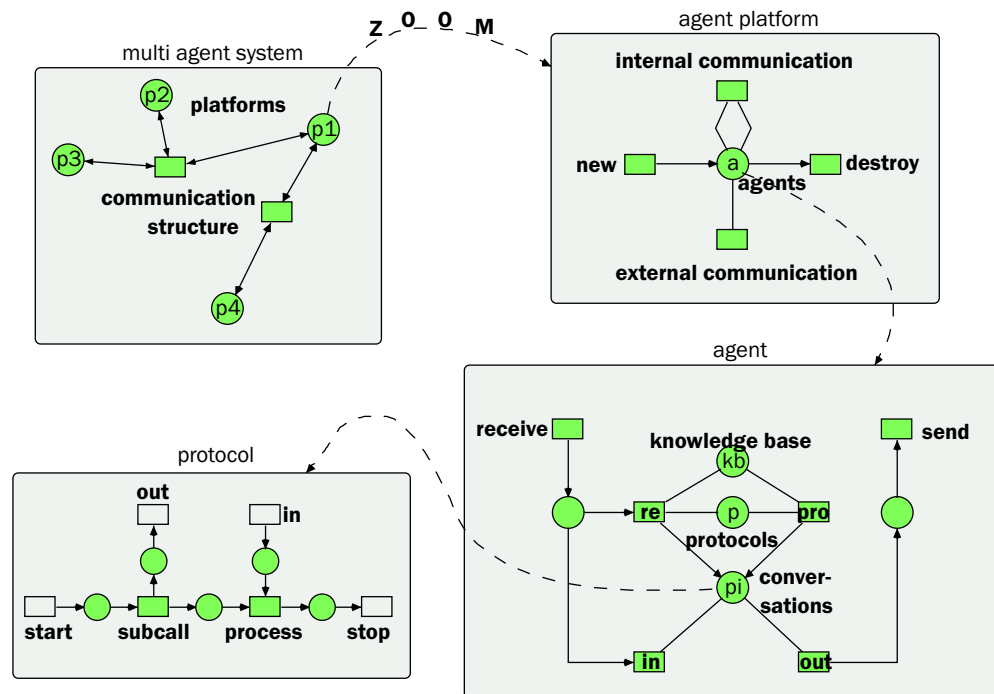 Z O O M
multi agent system
p2
platforms
p1
p3
communication
structure
p4
agent platform
internal communication
new
a
destroy
agents
external communication
agent
receive
knowledge base
send
kb
re
p
pro
protocols
pi
conver-
sations
in
out
protocol
out
in
start
subcall
process
stop